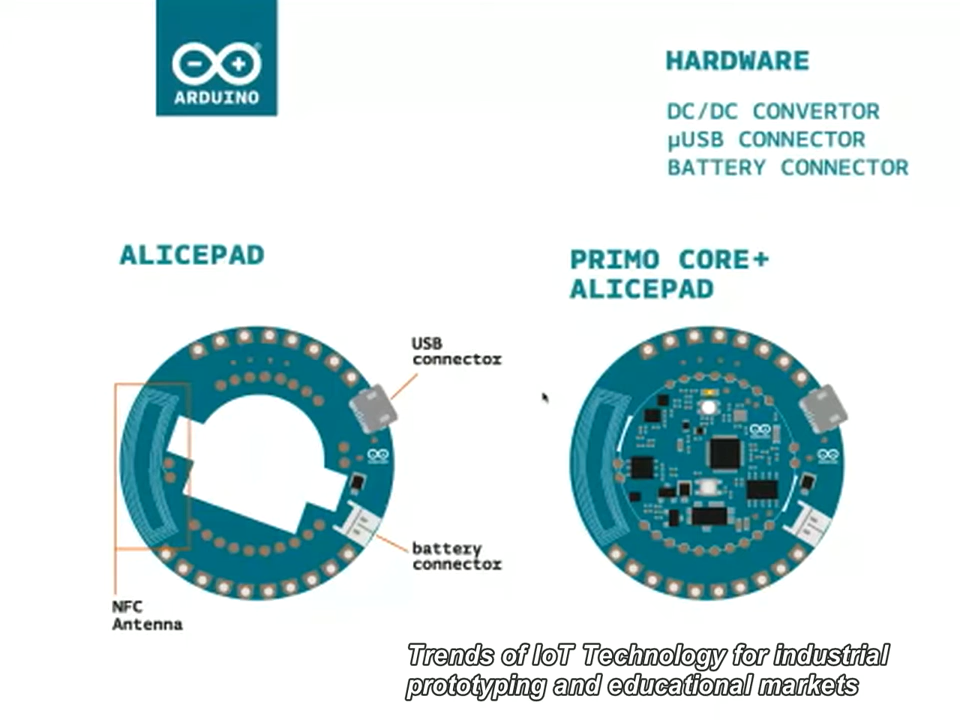 ARDUINO
HARDWARE
DC/DC CONVERTOR
µUSB CONNECTOR
BATTERY CONNECTOR
ALICEPAD
PRIMO CORE+
ALICEPAD
USB
connector
battery
connector
NFC
Antenna
Trends of IoT Technology for industrial
prototyping and educational markets